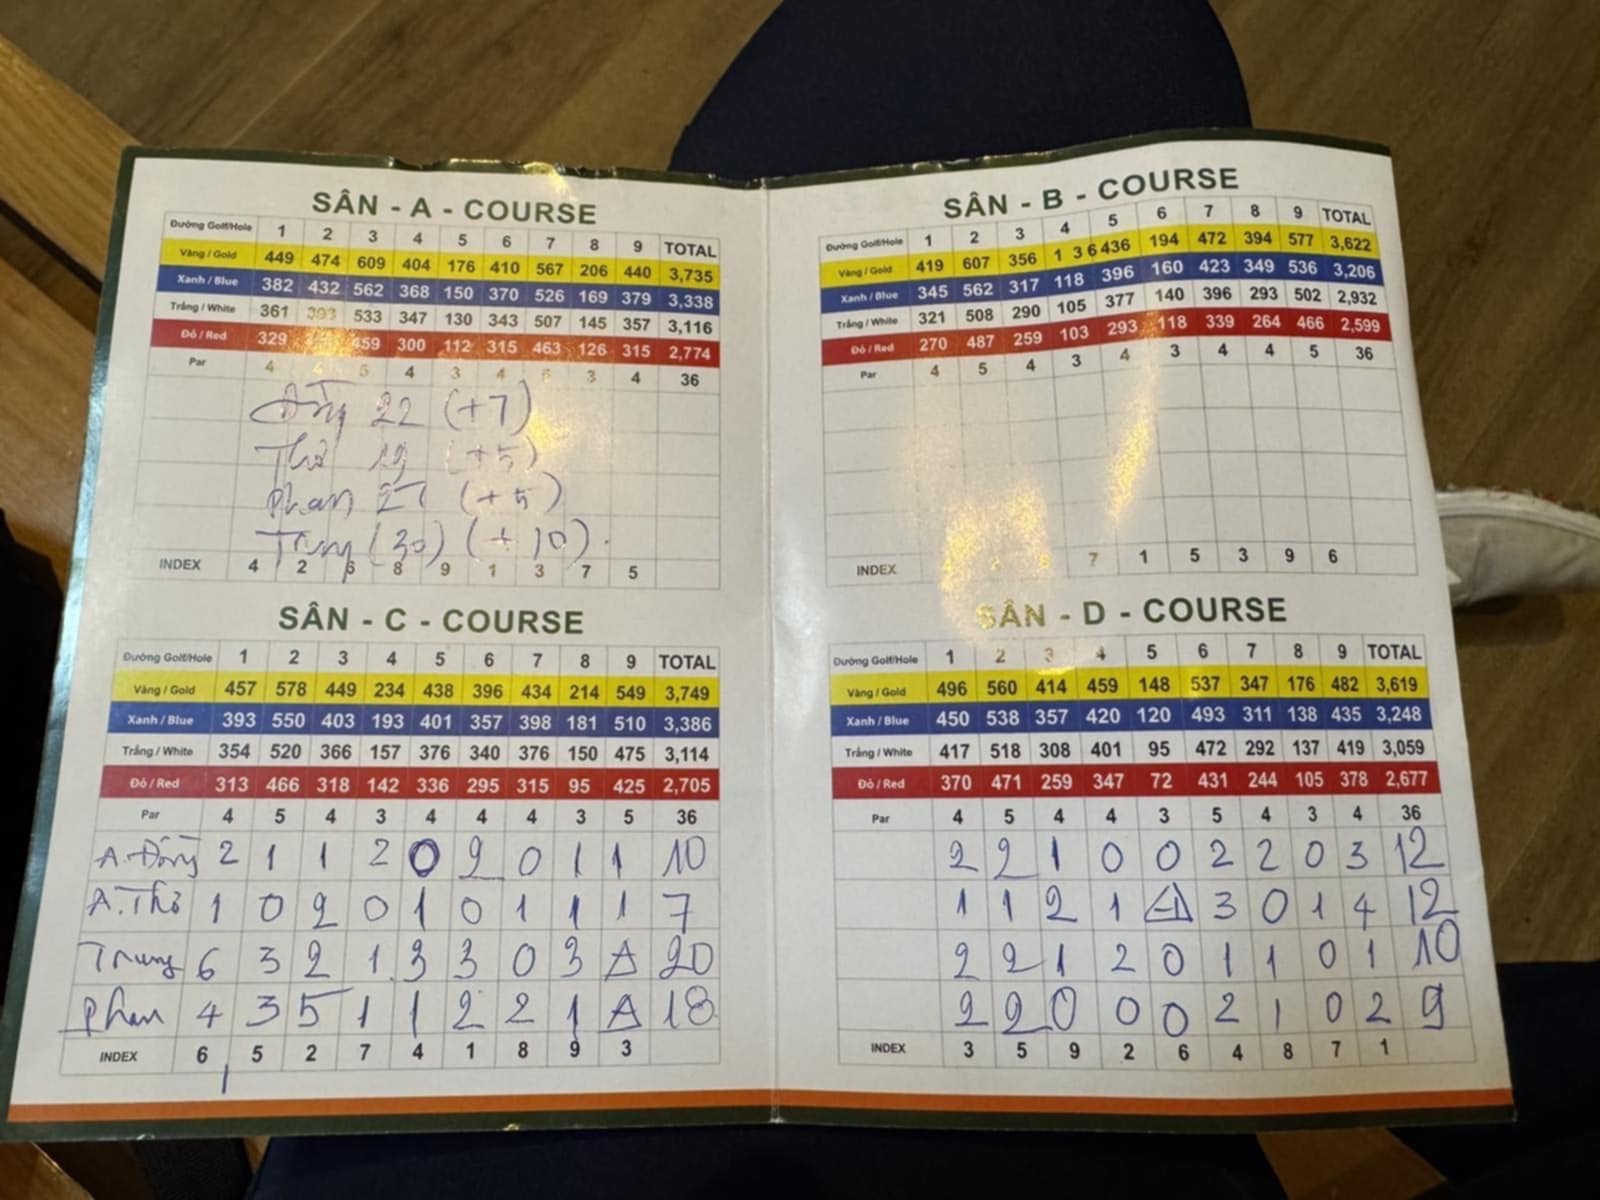 SÂN - A - COURSE
Đường Golf/Hole 1 2 3 4 5 6 7 8 9 TOTAL
Vàng / Gold 449 474 609 404 176 410 567 206 440 3,735
Xanh / Blue 382 432 562 368 150 370 526 169 379 3,338
Trắng / White 361 393 533 347 130 343 507 145 357 3,116
Đỏ / Red 329 459 300 112 315 463 126 315 2,774
Par 4 4 5 4 3 4 5 3 4 36
Đồng 22 (+7)
Thở 19 (+5)
Phan 27 (+5)
Trung (30) (+10).
INDEX 4 2 6 8 9 1 3 7 5
SÂN - B - COURSE
Đường Golf/Hole 1 2 3 4 5 6 7 8 9 TOTAL
Vàng / Gold 419 607 356 136 436 194 472 394 577 3,622
Xanh / Blue 345 562 317 118 396 160 423 349 536 3,206
Trắng / White 321 508 290 105 377 140 396 293 502 2,932
Đỏ / Red 270 487 259 103 293 118 339 264 466 2,599
Par 4 5 4 3 4 3 4 4 5 36
INDEX 8 7 1 5 3 9 6
SÂN - C - COURSE
Đường Golf/Hole 1 2 3 4 5 6 7 8 9 TOTAL
Vàng / Gold 457 578 449 234 438 396 434 214 549 3,749
Xanh / Blue 393 550 403 193 401 357 398 181 510 3,386
Trắng / White 354 520 366 157 376 340 376 150 475 3,114
Đỏ / Red 313 466 318 142 336 295 315 95 425 2,705
Par 4 5 4 3 4 4 4 3 5 36
A. Đồng 2 1 1 2 0 2 0 1 1 10
A. Thở 1 0 2 0 1 0 1 1 1 7
Trung 6 3 2 1 3 3 0 3 20
Phan 4 3 5 1 1 2 2 1 18
INDEX 6 5 2 7 4 1 8 9 3
SÂN - D - COURSE
Đường Golf/Hole 1 2 3 4 5 6 7 8 9 TOTAL
Vàng / Gold 496 560 414 459 148 537 347 176 482 3,619
Xanh / Blue 450 538 357 420 120 493 311 138 435 3,248
Trắng / White 417 518 308 401 95 472 292 137 419 3,059
Đỏ / Red 370 471 259 347 72 431 244 105 378 2,677
Par 4 5 4 4 3 5 4 3 4 36
2 2 1 0 0 2 2 0 3 12
1 1 2 1 -1 3 0 1 4 12
2 2 1 2 0 1 1 0 1 10
2 2 0 0 0 2 1 0 2 9
INDEX 3 5 9 2 6 4 8 7 1